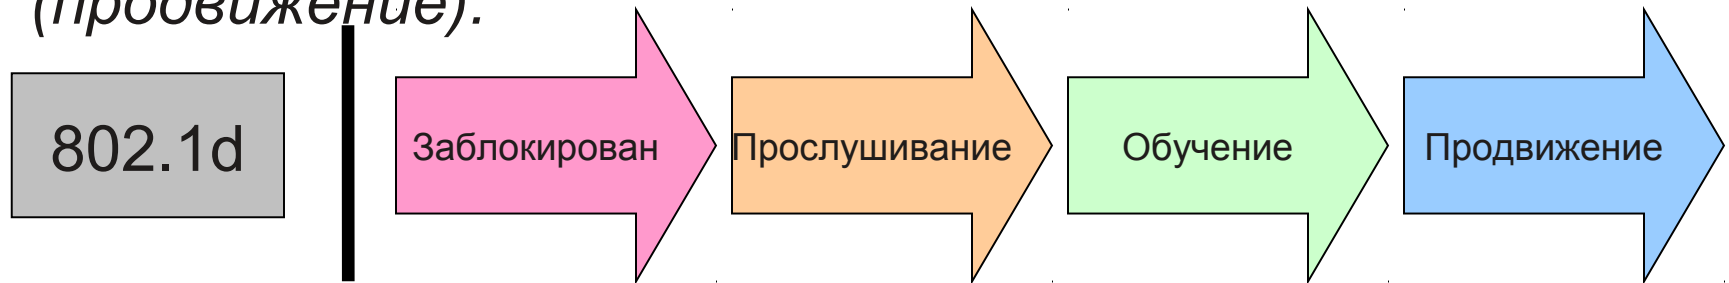 (продвижение).
802.1d
Заблокирован
Прослушивание
Обучение
Продвижение